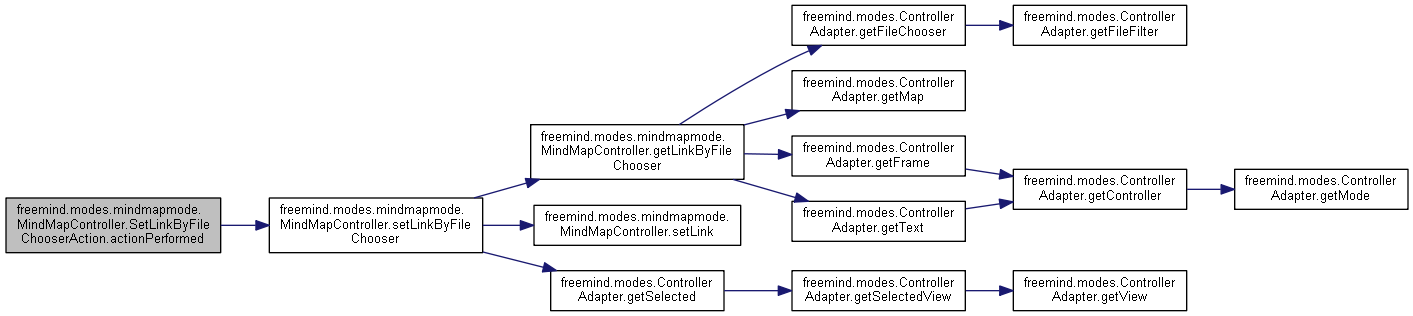 freemind.modes.mindmapmode.
MindMapController.SetLinkByFile
ChooserAction.actionPerformed
freemind.modes.mindmapmode.
MindMapController.setLinkByFile
Chooser
freemind.modes.mindmapmode.
MindMapController.getLinkByFile
Chooser
freemind.modes.Controller
Adapter.getFileChooser
freemind.modes.Controller
Adapter.getFileFilter
freemind.modes.Controller
Adapter.getMap
freemind.modes.Controller
Adapter.getFrame
freemind.modes.Controller
Adapter.getController
freemind.modes.Controller
Adapter.getMode
freemind.modes.Controller
Adapter.getText
freemind.modes.mindmapmode.
MindMapController.setLink
freemind.modes.Controller
Adapter.getSelected
freemind.modes.Controller
Adapter.getSelectedView
freemind.modes.Controller
Adapter.getView